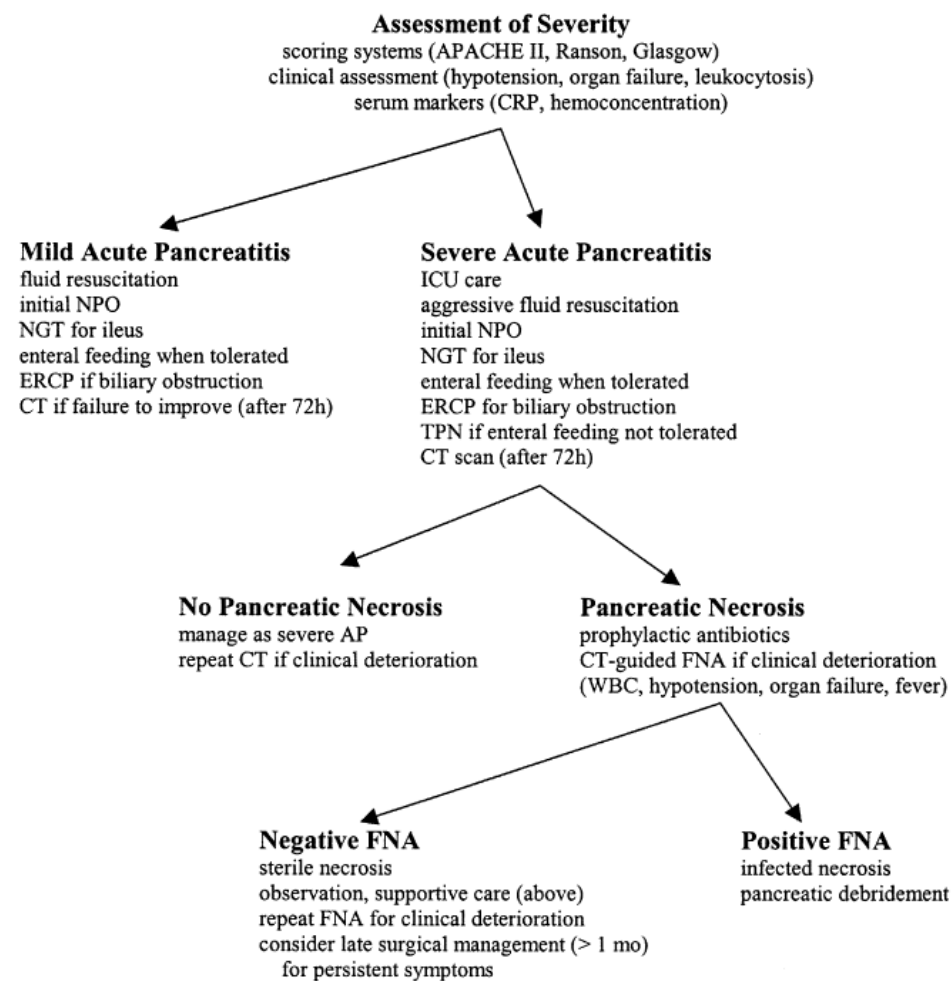 Assessment of Severity
scoring systems (APACHE II, Ranson, Glasgow)
clinical assessment (hypotension, organ failure, leukocytosis)
serum markers (CRP, hemoconcentration)
Mild Acute Pancreatitis
fluid resuscitation
initial NPO
NGT for ileus
enteral feeding when tolerated
ERCP if biliary obstruction
CT if failure to improve (after 72h)
Severe Acute Pancreatitis
ICU care
aggressive fluid resuscitation
initial NPO
NGT for ileus
enteral feeding when tolerated
ERCP for biliary obstruction
TPN if enteral feeding not tolerated
CT scan (after 72h)
No Pancreatic Necrosis
manage as severe AP
repeat CT if clinical deterioration
Pancreatic Necrosis
prophylactic antibiotics
CT-guided FNA if clinical deterioration
(WBC, hypotension, organ failure, fever)
Negative FNA
sterile necrosis
observation, supportive care (above)
repeat FNA for clinical deterioration
consider late surgical management (> 1 mo)
for persistent symptoms
Positive FNA
infected necrosis
pancreatic debridement